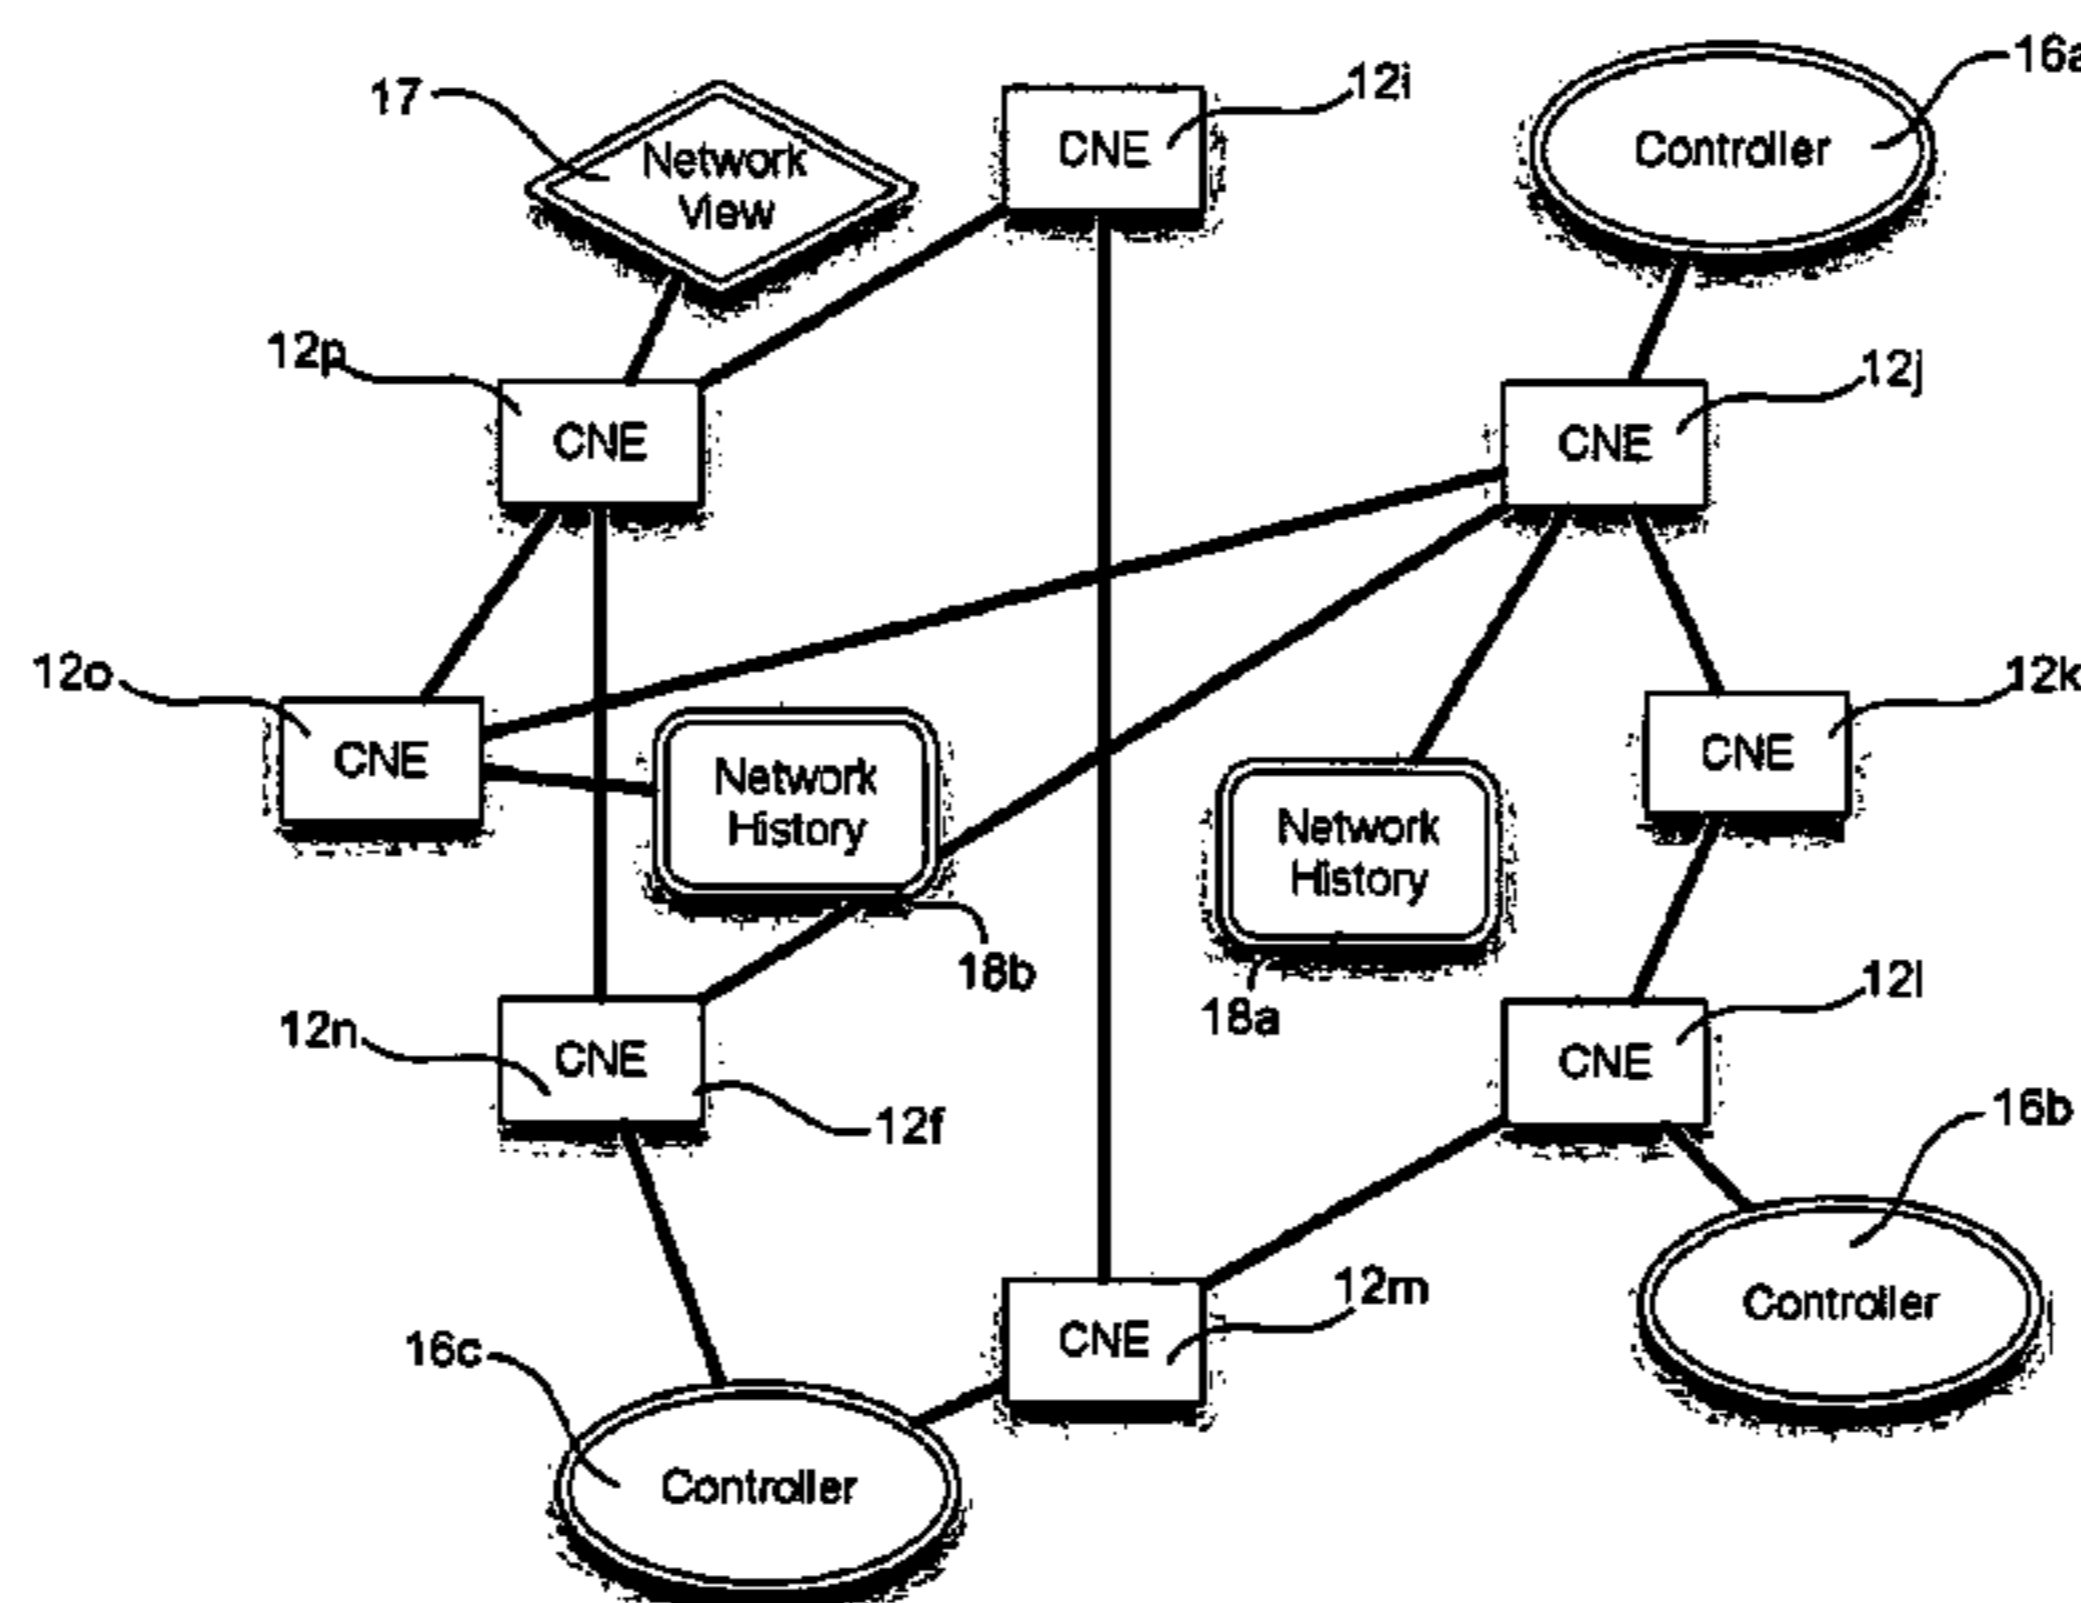 17
Network
View
CNE
12i
Controller
16a
12p
CNE
CNE
12j
12o
CNE
Network
History
18b
Network
History
18a
CNE
12k
12n
CNE
12f
CNE
12l
16b
Controller
CNE
12m
16c
Controller